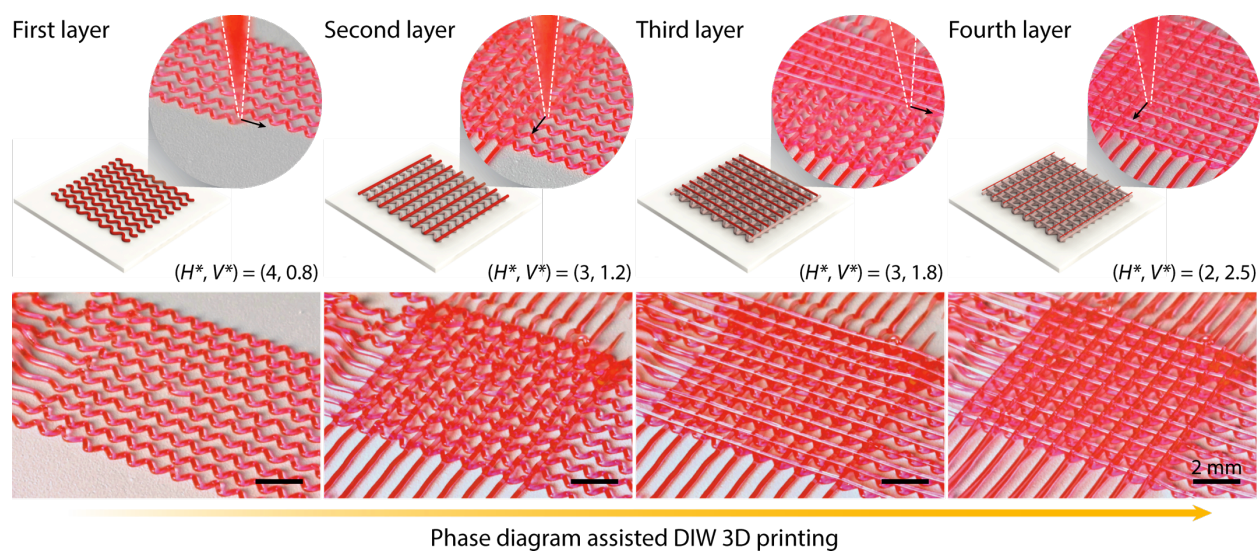 First layer
Second layer
Third layer
Fourth layer
(H*, V*) = (4, 0.8)
(H*, V*) = (3, 1.2)
(H*, V*) = (3, 1.8)
(H*, V*) = (2, 2.5)
2 mm
Phase diagram assisted DIW 3D printing